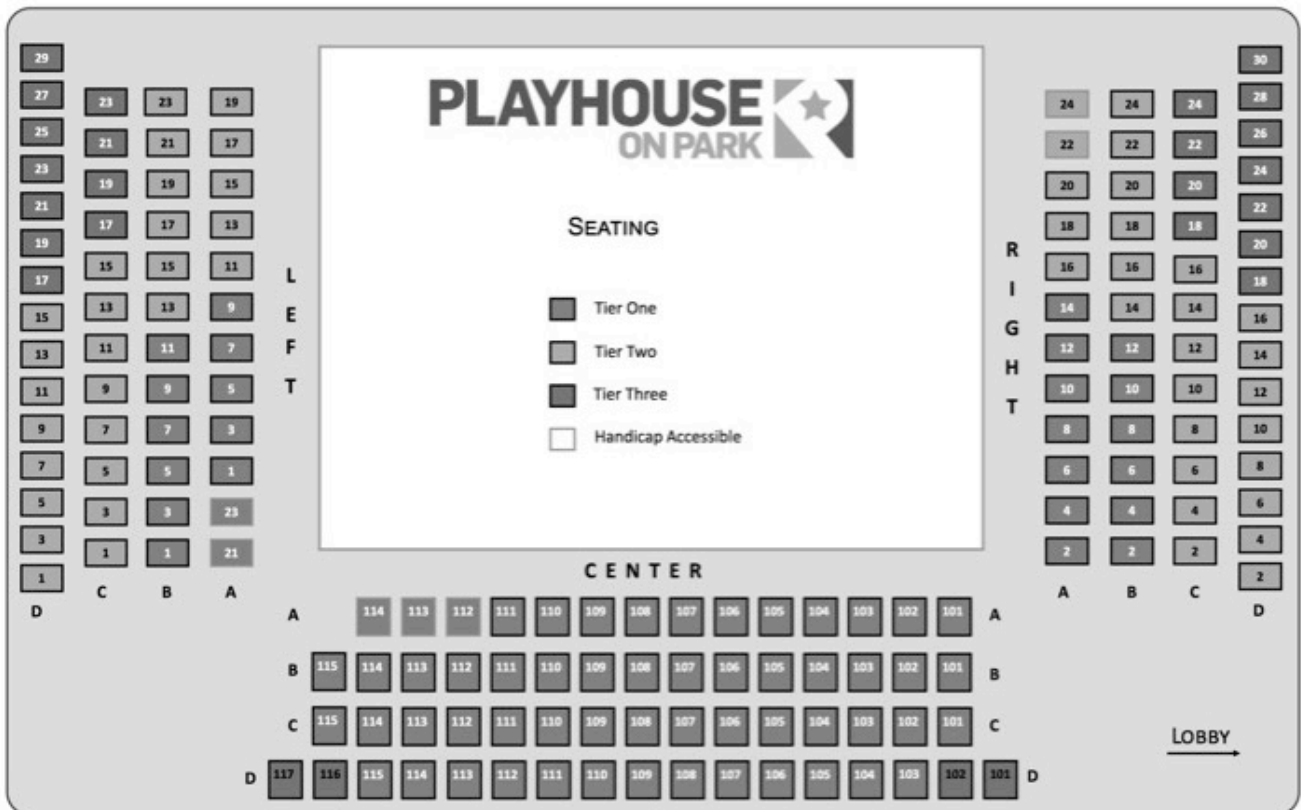 29 30
PLAYHOUSE
ON PARK
27 23 23 19 24 24 24 28
25 21 21 17 22 22 22 26
23 19 19 15 20 20 20 24
21 17 17 13 18 18 18 22
SEATING
19 15 15 11 16 16 16 20
17 13 13 9 14 14 14 18
15 16
13 11 11 7 12 12 12 14
11 9 9 5 10 10 10 12
9 7 7 3 8 8 8 10
7 5 5 1 6 6 6 8
5 3 3 23 4 4 4 6
3 1 1 21 2 2 2 4
1 2
D C B A A B C D
LEFT
Tier One
Tier Two
Tier Three
Handicap Accessible
RIGHT
CENTER
A 114 113 112 111 110 109 108 107 106 105 104 103 102 101 A
B 115 114 113 112 111 110 109 108 107 106 105 104 103 102 101 B
C 115 114 113 112 111 110 109 108 107 106 105 104 103 102 101 C
D 117 116 115 114 113 112 111 110 109 108 107 106 105 104 103 102 101 D
LOBBY